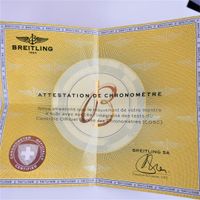 BREITLING
1884
B
ATTESTATION DE CHRONOMÈTRE
Nous attestons que le mouvement de votre montre
a subi avec succès l'intégralité des tests du
Contrôle Officiel Suisse des Chronomètres (COSC).
BREITLING SA